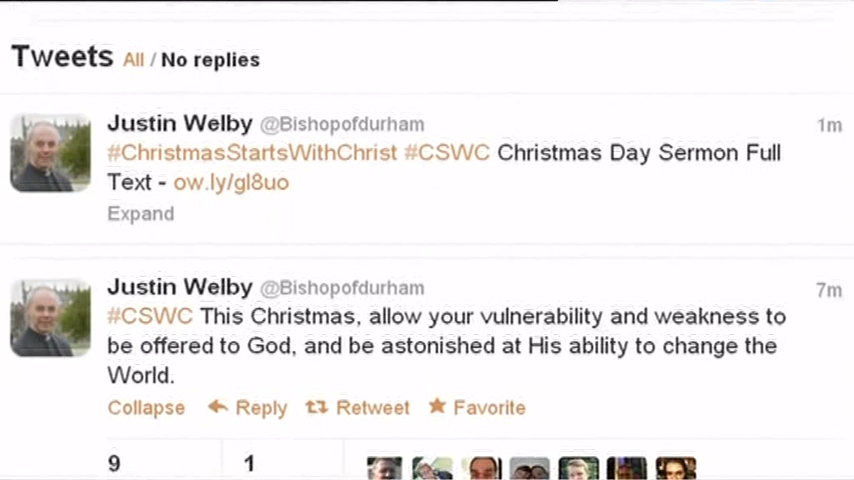 Tweets All / No replies
Justin Welby @Bishopofdurham 1m
#ChristmasStartsWithChrist #CSWC Christmas Day Sermon Full
Text - ow.ly/gl8uo
Expand
Justin Welby @Bishopofdurham 7m
#CSWC This Christmas, allow your vulnerability and weakness to
be offered to God, and be astonished at His ability to change the
World.
Collapse Reply Retweet Favorite
9 1